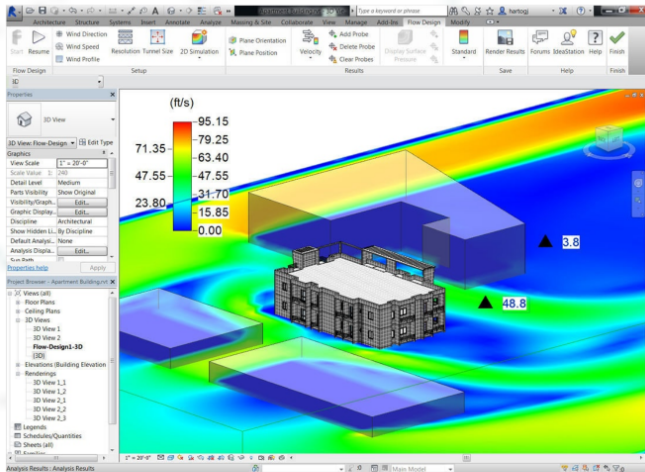 Type a keyword or phrase
hartogj
Architecture Structure Systems Insert Annotate Analyze Massing & Site Collaborate View Manage Add-Ins Flow Design Modify
Start Resume
Wind Direction
Wind Speed
Wind Profile
Resolution Tunnel Size 2D Simulation
Plane Orientation
Plane Position
Velocity
Add Probe
Delete Probe
Clear Probes
Display Surface Pressure
Standard
Render Results
Forums IdeaStation Help
Finish
Flow Design Setup Results Save Help Finish
3D
Properties
3D View
3D View: Flow-Design Edit Type
Graphics
View Scale 1" = 20'-0"
Scale Value 1: 240
Detail Level Medium
Parts Visibility Show Original
Visibility/Graph... Edit...
Graphic Display... Edit...
Discipline Architectural
Show Hidden Li... By Discipline
Default Analysi... None
Analysis Displa... Edit...
Sun Path
Properties help Apply
Project Browser - Apartment Building.rvt
Views (all)
Floor Plans
Ceiling Plans
3D Views
3D View 1
3D View 2
Flow-Design1-3D
{3D}
Elevations (Building Elevation
Renderings
3D View 1_1
3D View 1_2
3D View 2_1
3D View 2_2
3D View 2_3
Legends
Schedules/Quantities
Sheets (all)
Families
(ft/s)
95.15
79.25
71.35
63.40
47.55
47.55
31.70
23.80
15.85
0.00
3.8
48.8
1" = 20'-0"
Analysis Results : Analysis Results
Main Model